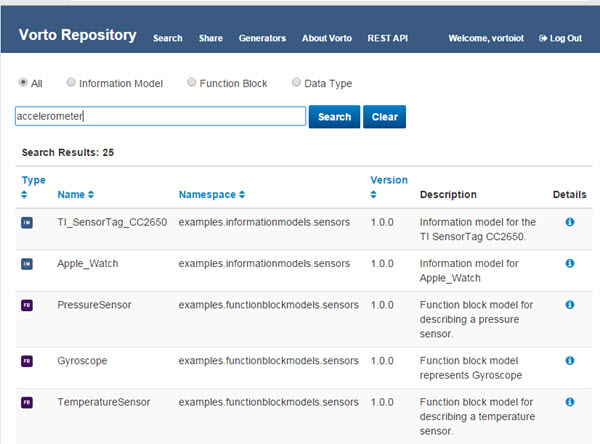 Vorto Repository Search Share Generators About Vorto REST API Welcome, vortoiot Log Out
All Information Model Function Block Data Type
accelerometer Search Clear
Search Results: 25
Type Name Namespace Version Description Details
IM TI_SensorTag_CC2650 examples.informationmodels.sensors 1.0.0 Information model for the
TI SensorTag CC2650.
IM Apple_Watch examples.informationmodels.sensors 1.0.0 Information model for
Apple_Watch
FB PressureSensor examples.functionblockmodels.sensors 1.0.0 Function block model for
describing a pressure
sensor.
FB Gyroscope examples.functionblockmodels.sensors 1.0.0 Function block model
represents Gyroscope
FB TemperatureSensor examples.functionblockmodels.sensors 1.0.0 Function block model for
describing a temperature
sensor.